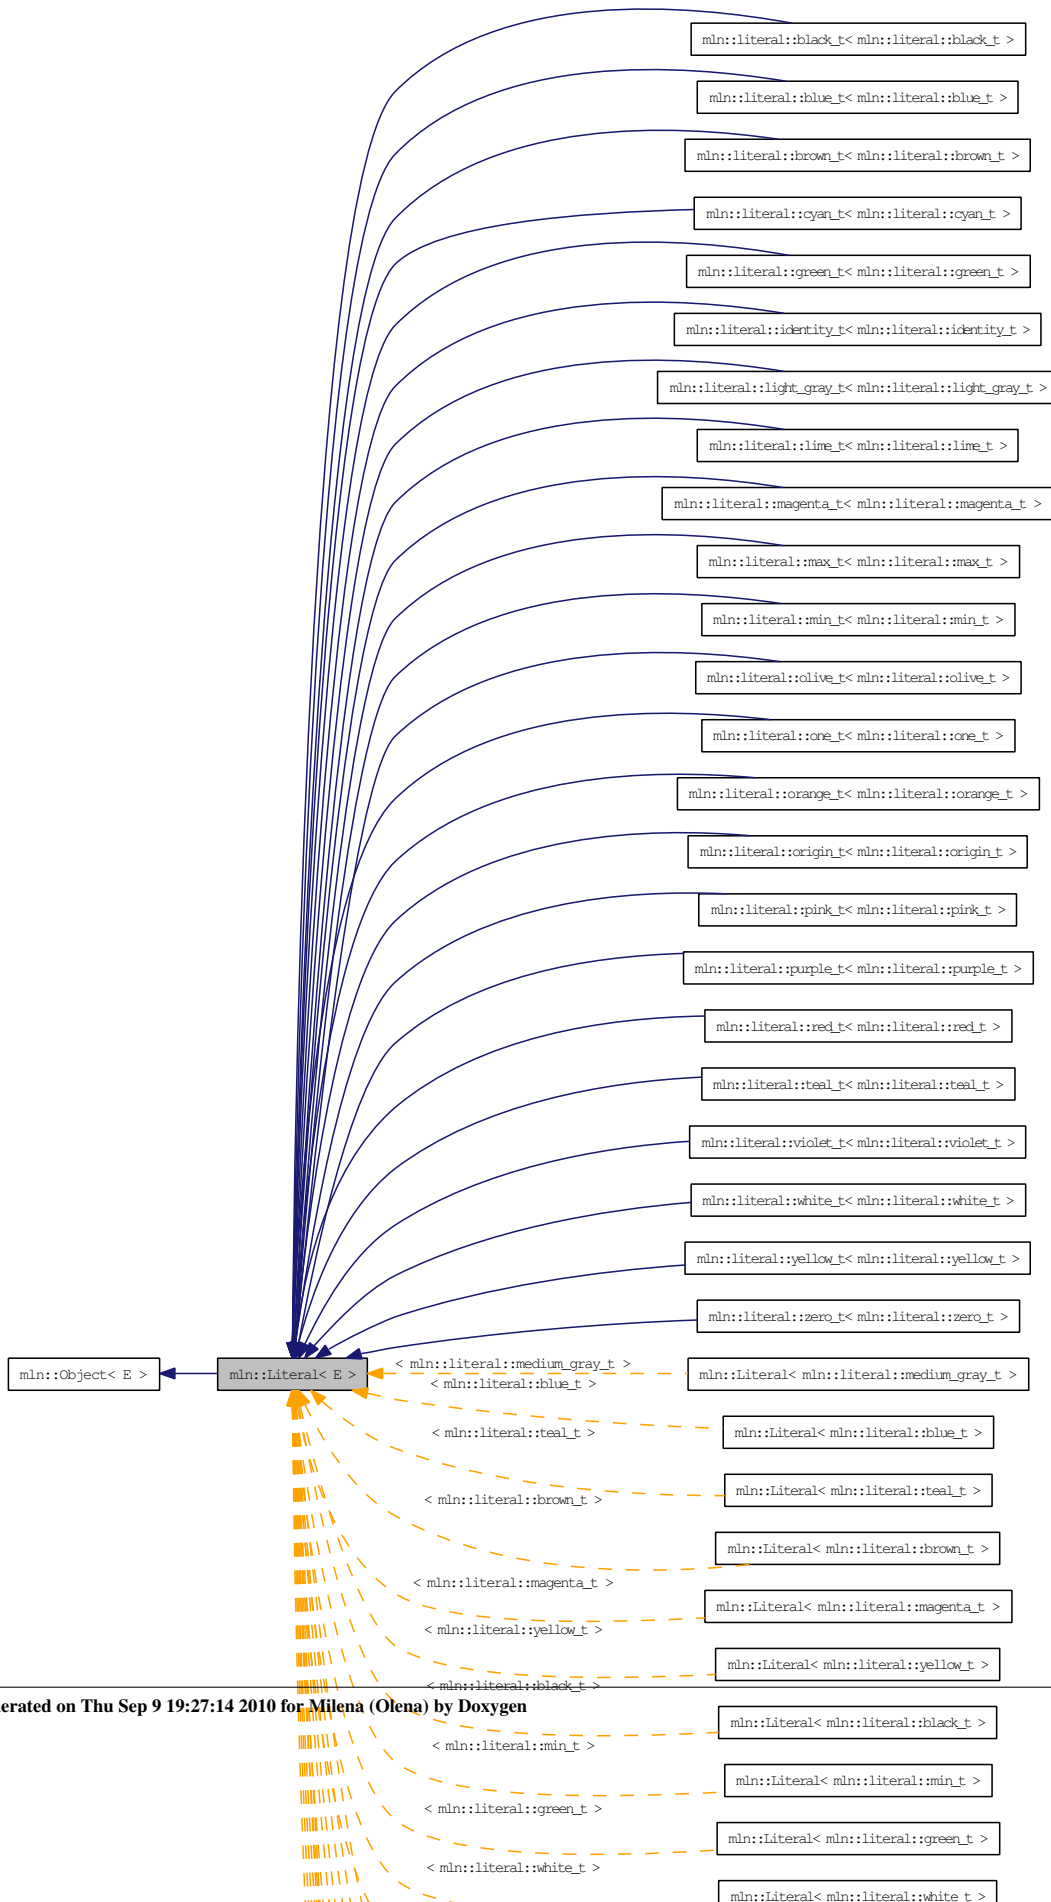 mln::literal::black_t< mln::literal::black_t >
mln::literal::blue_t< mln::literal::blue_t >
mln::literal::brown_t< mln::literal::brown_t >
mln::literal::cyan_t< mln::literal::cyan_t >
mln::literal::green_t< mln::literal::green_t >
mln::literal::identity_t< mln::literal::identity_t >
mln::literal::light_gray_t< mln::literal::light_gray_t >
mln::literal::lime_t< mln::literal::lime_t >
mln::literal::magenta_t< mln::literal::magenta_t >
mln::literal::max_t< mln::literal::max_t >
mln::literal::min_t< mln::literal::min_t >
mln::literal::olive_t< mln::literal::olive_t >
mln::literal::one_t< mln::literal::one_t >
mln::literal::orange_t< mln::literal::orange_t >
mln::literal::origin_t< mln::literal::origin_t >
mln::literal::pink_t< mln::literal::pink_t >
mln::literal::purple_t< mln::literal::purple_t >
mln::literal::red_t< mln::literal::red_t >
mln::literal::teal_t< mln::literal::teal_t >
mln::literal::violet_t< mln::literal::violet_t >
mln::literal::white_t< mln::literal::white_t >
mln::literal::yellow_t< mln::literal::yellow_t >
mln::literal::zero_t< mln::literal::zero_t >
mln::Object< E >
mln::Literal< E >
< mln::literal::medium_gray_t >
mln::Literal< mln::literal::medium_gray_t >
< mln::literal::blue_t >
mln::Literal< mln::literal::blue_t >
< mln::literal::teal_t >
mln::Literal< mln::literal::teal_t >
< mln::literal::brown_t >
mln::Literal< mln::literal::brown_t >
< mln::literal::magenta_t >
mln::Literal< mln::literal::magenta_t >
< mln::literal::yellow_t >
mln::Literal< mln::literal::yellow_t >
< mln::literal::black_t >
erated on Thu Sep 9 19:27:14 2010 for Milena (Olena) by Doxygen
mln::Literal< mln::literal::black_t >
< mln::literal::min_t >
mln::Literal< mln::literal::min_t >
< mln::literal::green_t >
mln::Literal< mln::literal::green_t >
< mln::literal::white_t >
mln::Literal< mln::literal::white_t >